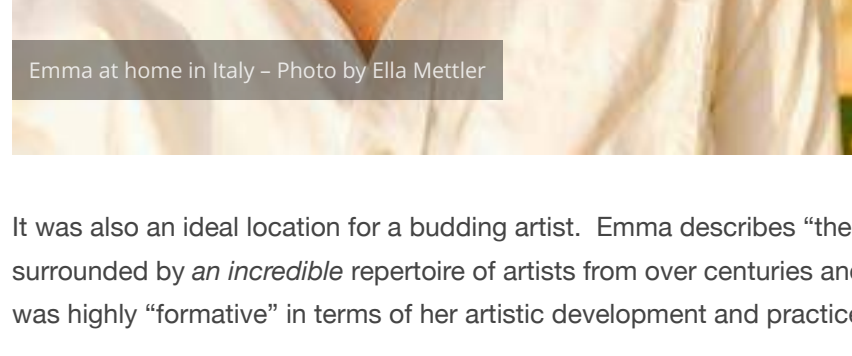 Emma at home in Italy – Photo by Ella Mettler
It was also an ideal location for a budding artist.  Emma describes “the
surrounded by an incredible repertoire of artists from over centuries and
was highly “formative” in terms of her artistic development and practice